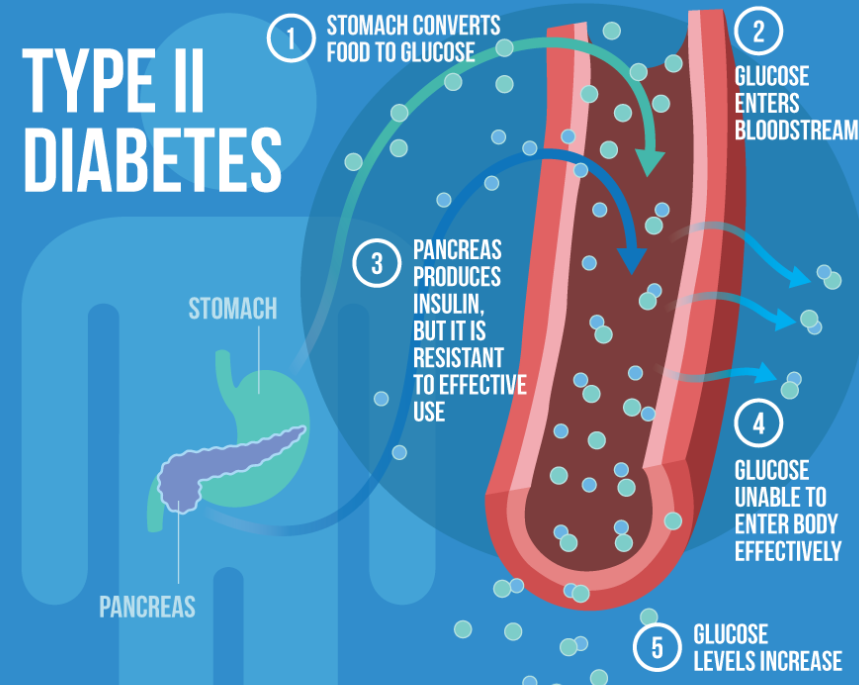 TYPE II
DIABETES
1
STOMACH CONVERTS
FOOD TO GLUCOSE
2
GLUCOSE
ENTERS
BLOODSTREAM
3
PANCREAS
PRODUCES
INSULIN,
BUT IT IS
RESISTANT
TO EFFECTIVE
USE
STOMACH
PANCREAS
4
GLUCOSE
UNABLE TO
ENTER BODY
EFFECTIVELY
5
GLUCOSE
LEVELS INCREASE